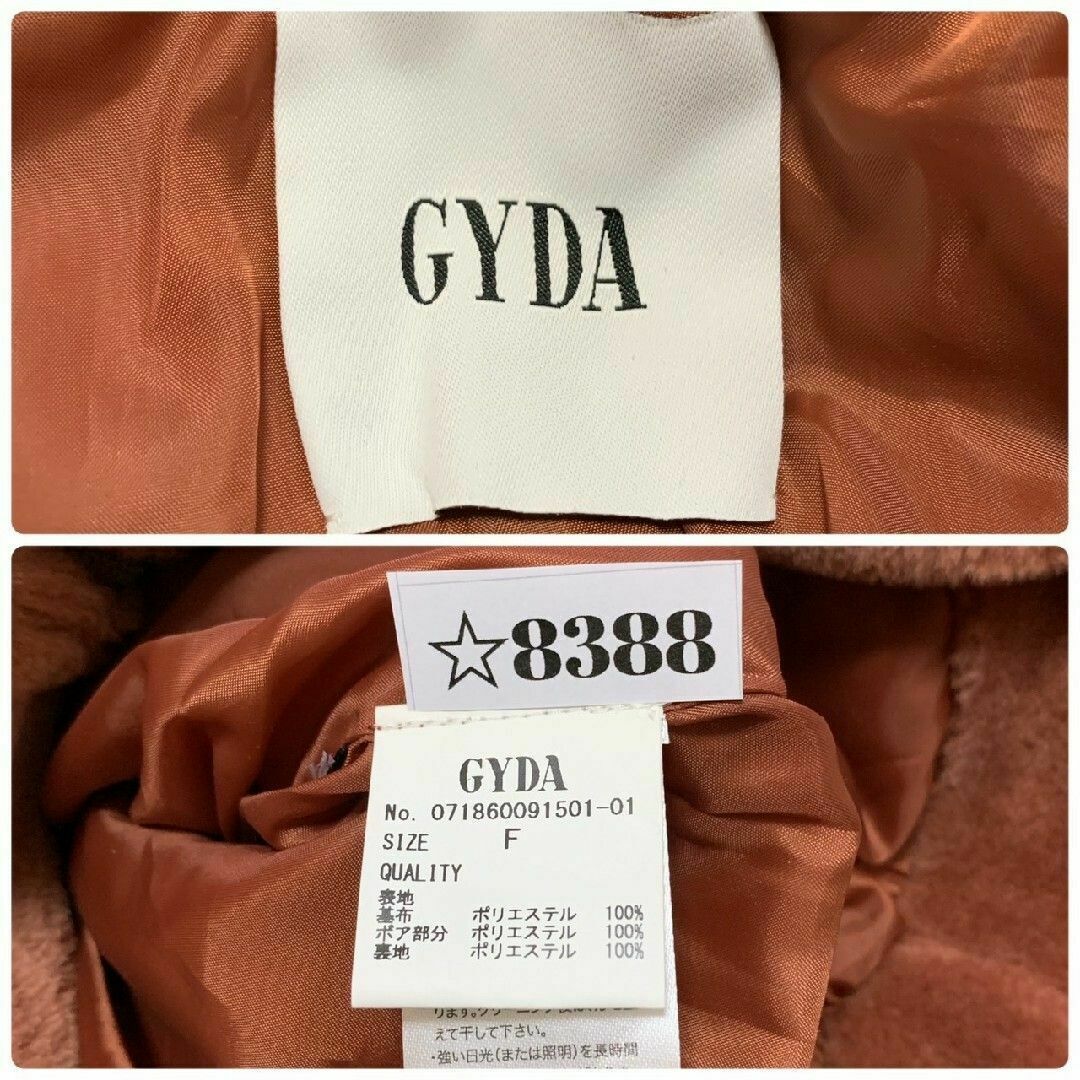 GYDA
☆8388
GYDA
No. 071860091501-01
SIZE F
QUALITY
表地
基布 ポリエステル 100%
ボア部分 ポリエステル 100%
裏地 ポリエステル 100%
えて干して下さい。
・強い日光(または照明)を長時間